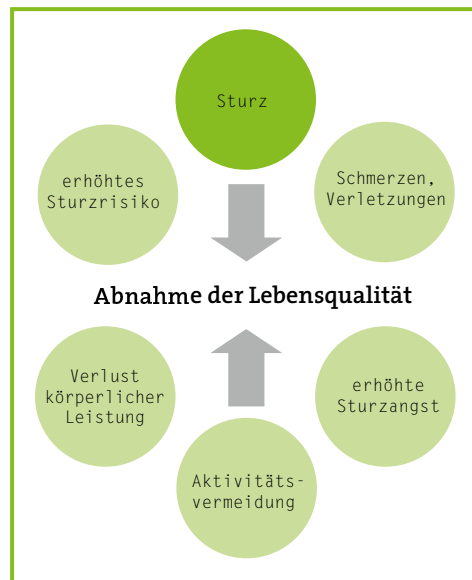 Sturz
erhöhtes
Sturzrisiko
Schmerzen,
Verletzungen
Abnahme der Lebensqualität
Verlust
körperlicher
Leistung
erhöhte
Sturzangst
Aktivitäts-
vermeidung